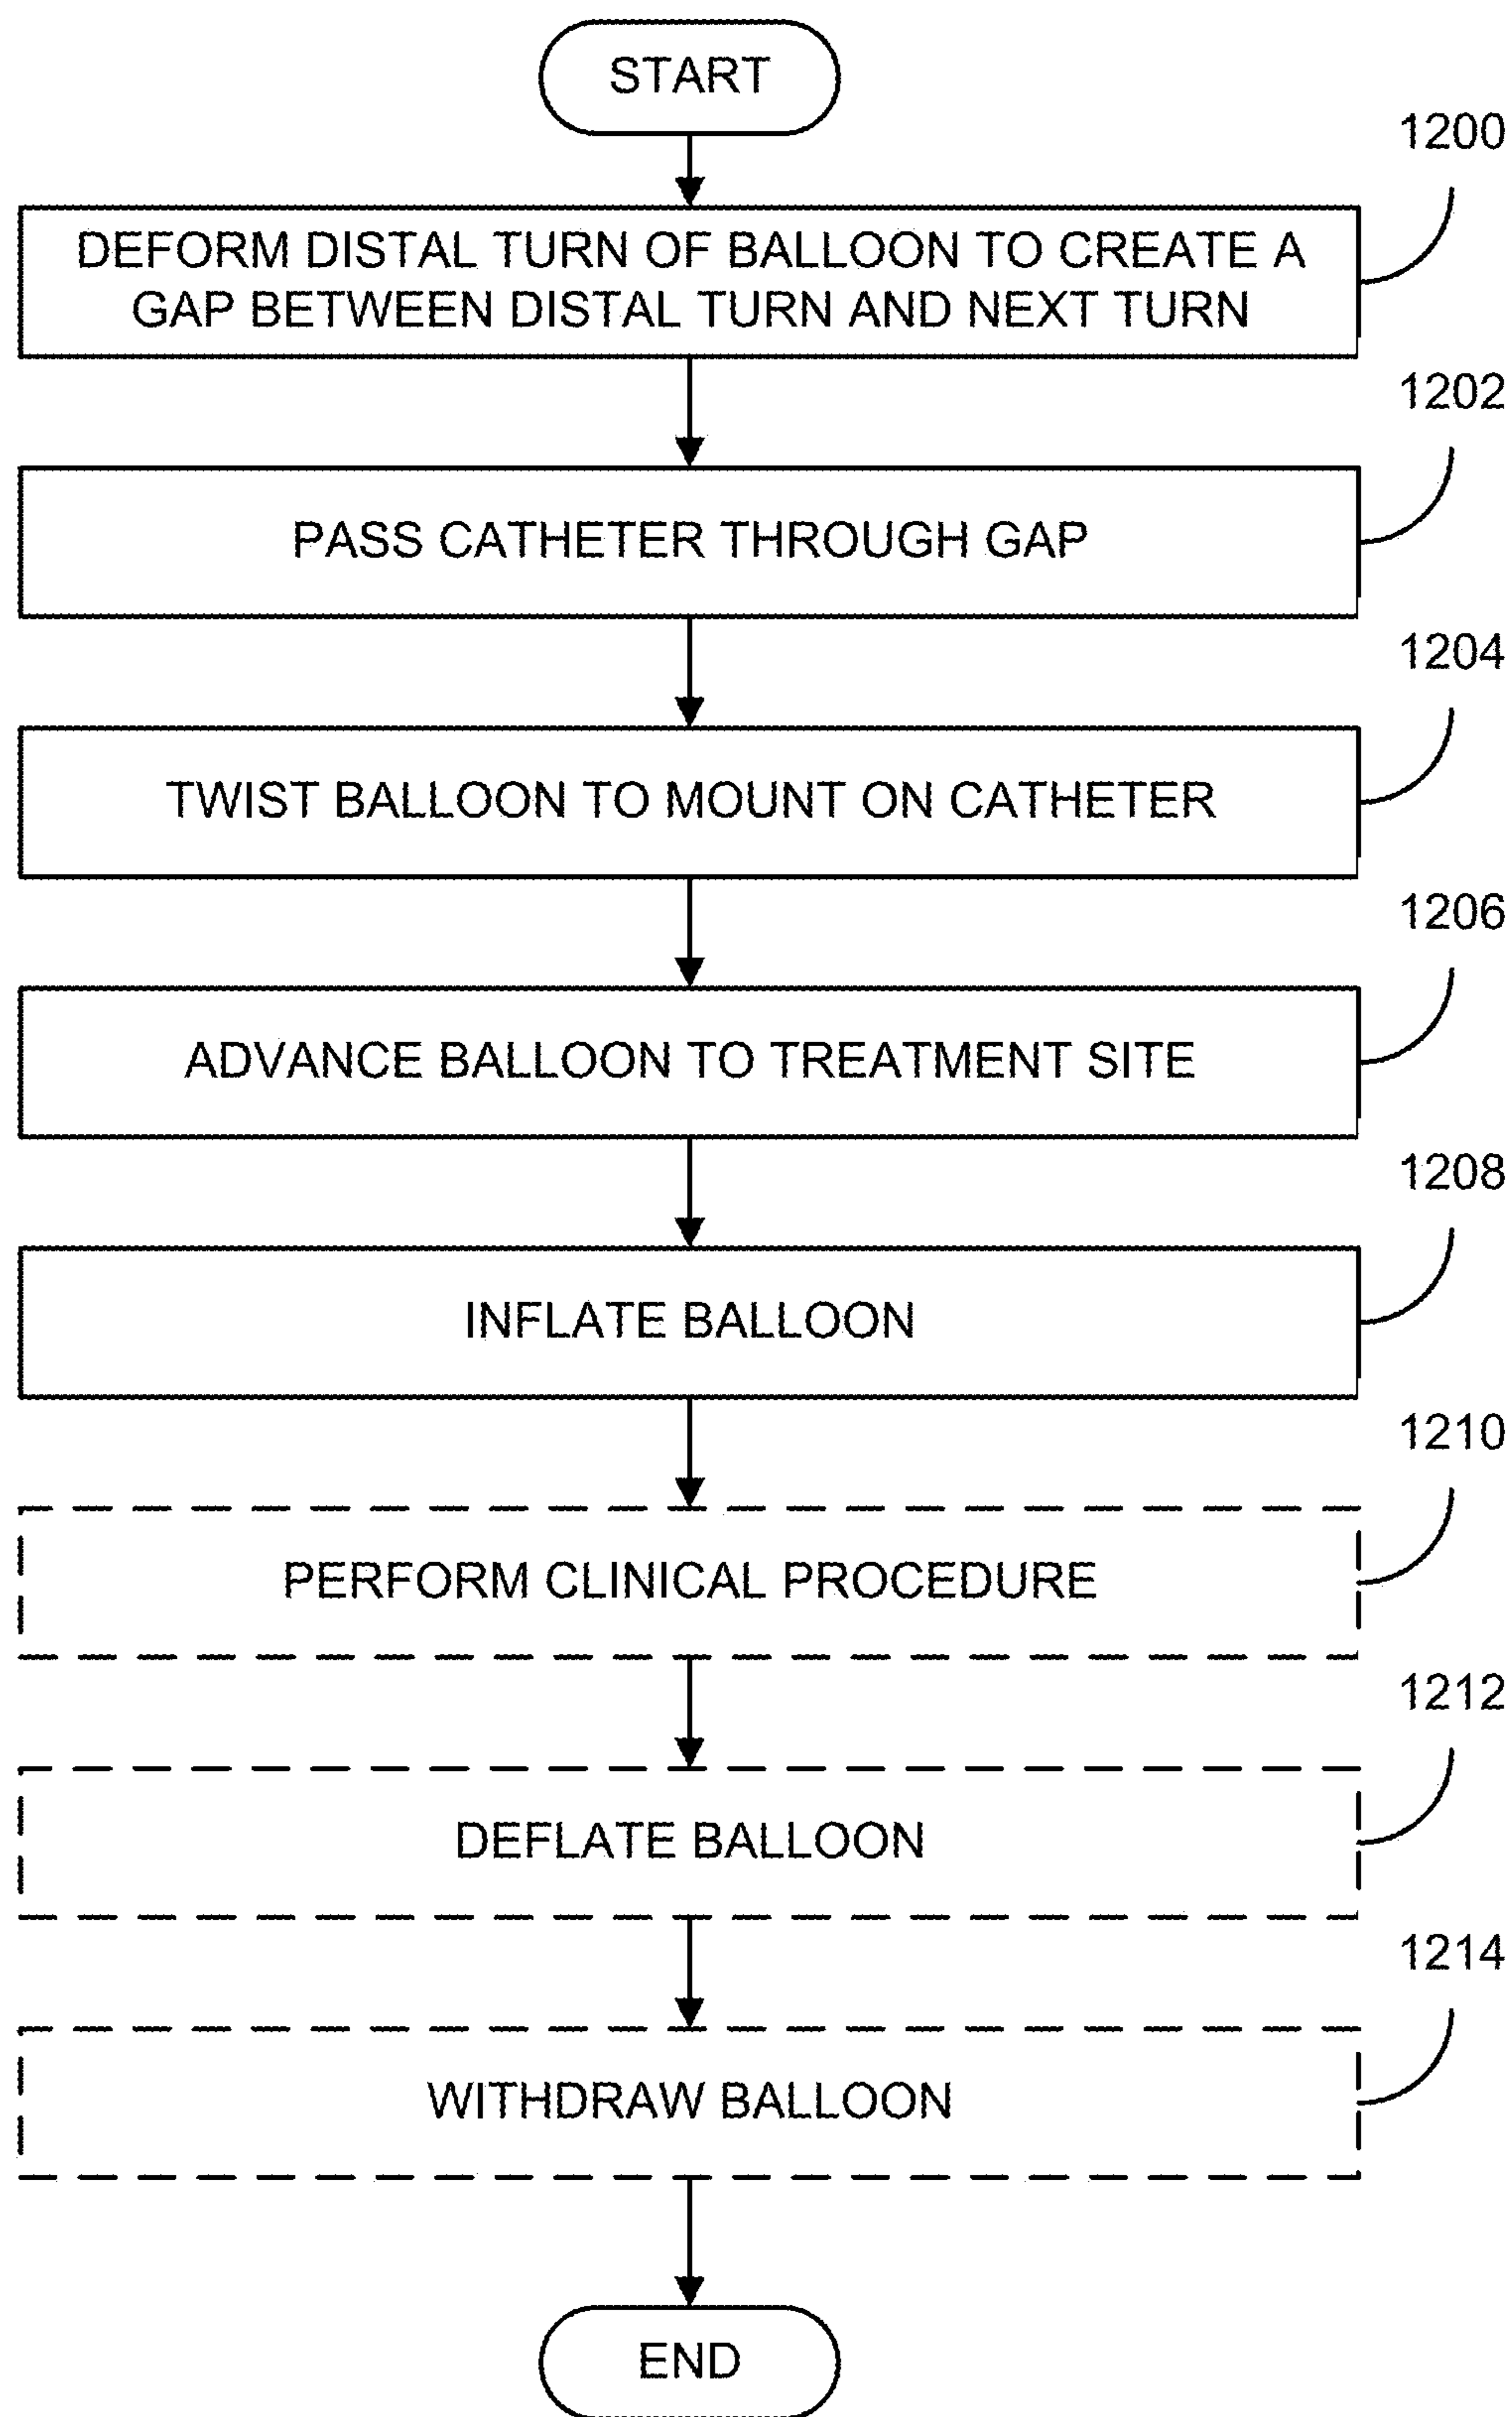 START
1200
DEFORM DISTAL TURN OF BALLOON TO CREATE A
GAP BETWEEN DISTAL TURN AND NEXT TURN
1202
PASS CATHETER THROUGH GAP
1204
TWIST BALLOON TO MOUNT ON CATHETER
1206
ADVANCE BALLOON TO TREATMENT SITE
1208
INFLATE BALLOON
1210
PERFORM CLINICAL PROCEDURE
1212
DEFLATE BALLOON
1214
WITHDRAW BALLOON
END